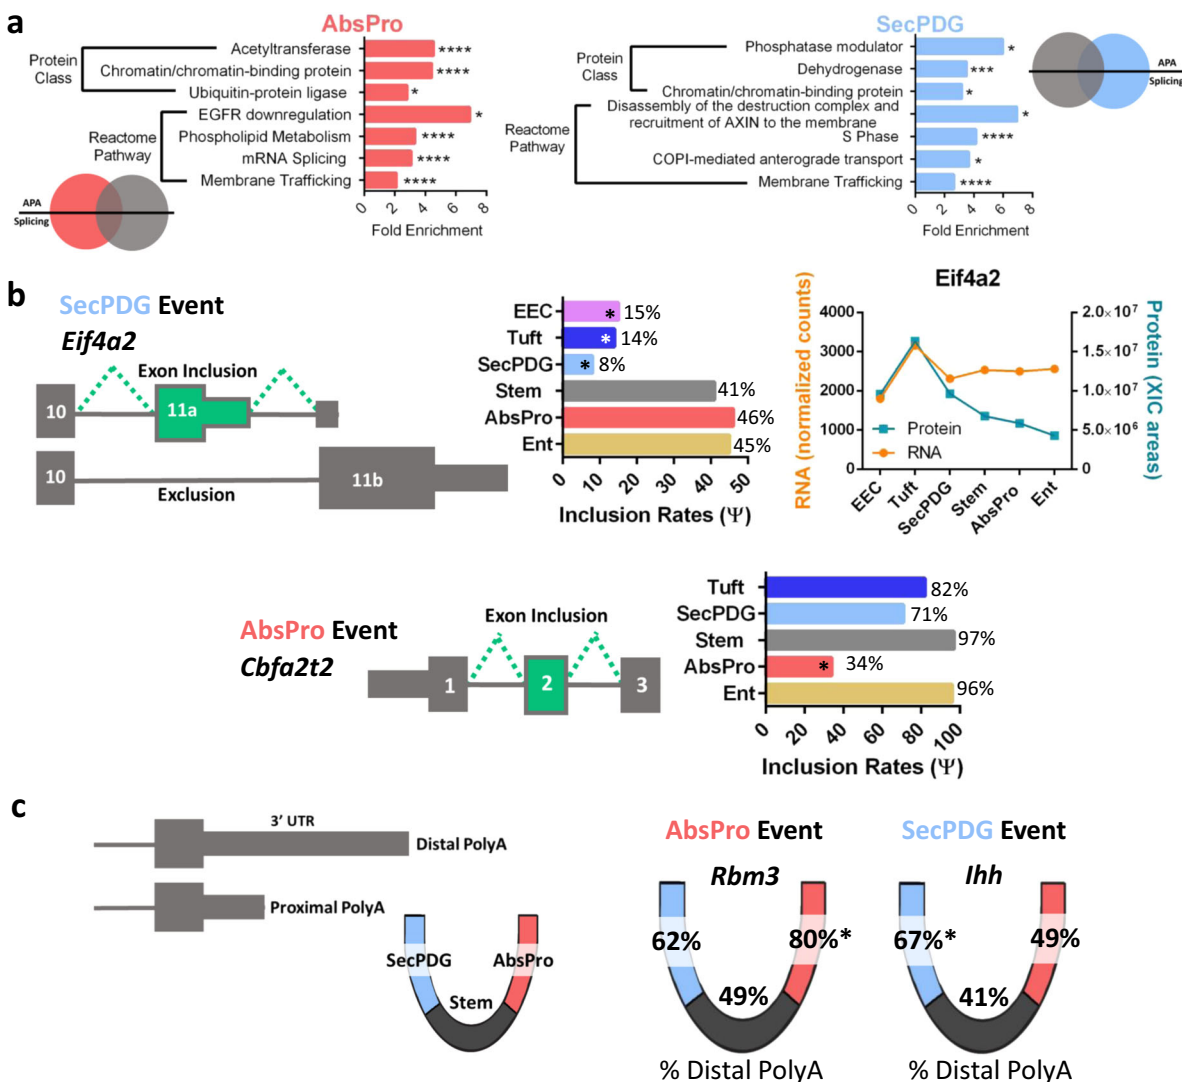 a
AbsPro
Protein
Class
Acetyltransferase
****
Chromatin/chromatin-binding protein
****
Ubiquitin-protein ligase
*
Reactome
Pathway
EGFR downregulation
*
Phospholipid Metabolism
****
mRNA Splicing
****
Membrane Trafficking
****
0 2 4 6 8
Fold Enrichment
APA
Splicing
SecPDG
Protein
Class
Phosphatase modulator
*
Dehydrogenase
***
Chromatin/chromatin-binding protein
*
Reactome
Pathway
Disassembly of the destruction complex and
recruitment of AXIN to the membrane
*
S Phase
****
COPI-mediated anterograde transport
*
Membrane Trafficking
****
0 2 4 6 8
Fold Enrichment
APA
Splicing
b
SecPDG Event
Eif4a2
Exon Inclusion
10
11a
10
11b
Exclusion
EEC * 15%
Tuft * 14%
SecPDG * 8%
Stem 41%
AbsPro 46%
Ent 45%
0 10 20 30 40 50
Inclusion Rates (Ψ)
Eif4a2
RNA (normalized counts)
4000
3000
2000
1000
0
Protein
RNA
2.0×10⁷
1.5×10⁷
1.0×10⁷
5.0×10⁶
0
Protein (XIC areas)
EEC Tuft SecPDG Stem AbsPro Ent
AbsPro Event
Cbfa2t2
Exon Inclusion
1 2 3
Tuft 82%
SecPDG 71%
Stem 97%
AbsPro * 34%
Ent 96%
0 20 40 60 80 100
Inclusion Rates (Ψ)
c
3' UTR
Distal PolyA
Proximal PolyA
SecPDG AbsPro
Stem
AbsPro Event
Rbm3
62% 80%*
49%
% Distal PolyA
SecPDG Event
Ihh
67%* 49%
41%
% Distal PolyA